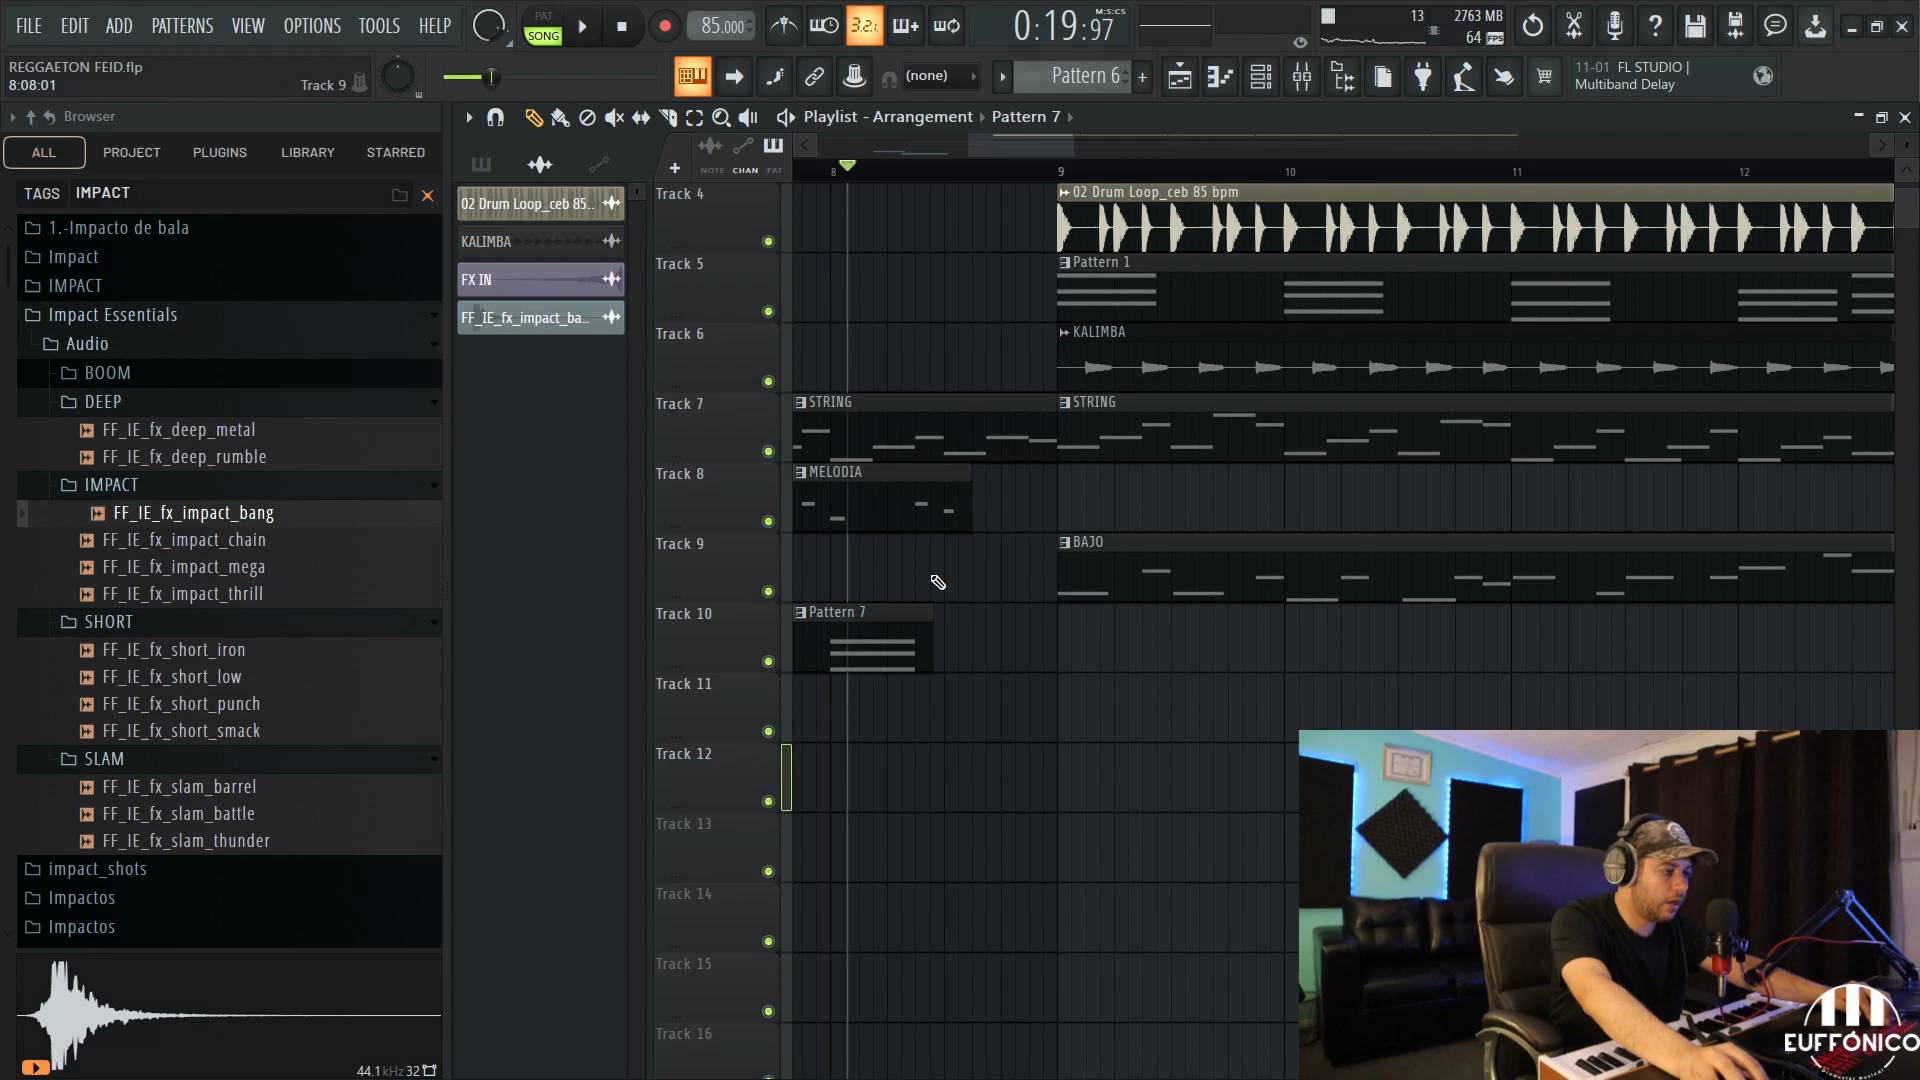 FILE EDIT ADD PATTERNS VIEW OPTIONS TOOLS HELP
PAT
SONG
85.000
3.2.
0:19:97
M:S:CS
13
2763 MB
64 FPS
REGGAETON FEID.flp
8:08:01
Track 9
(none)
Pattern 6
11-01 FL STUDIO |
Multiband Delay
Browser
ALL PROJECT PLUGINS LIBRARY STARRED
TAGS IMPACT
1.-Impacto de bala
Impact
IMPACT
Impact Essentials
Audio
BOOM
DEEP
FF_IE_fx_deep_metal
FF_IE_fx_deep_rumble
IMPACT
FF_IE_fx_impact_bang
FF_IE_fx_impact_chain
FF_IE_fx_impact_mega
FF_IE_fx_impact_thrill
SHORT
FF_IE_fx_short_iron
FF_IE_fx_short_low
FF_IE_fx_short_punch
FF_IE_fx_short_smack
SLAM
FF_IE_fx_slam_barrel
FF_IE_fx_slam_battle
FF_IE_fx_slam_thunder
impact_shots
Impactos
Impactos
44.1kHz 32
02 Drum Loop_ceb 85..
KALIMBA
FX IN
FF_IE_fx_impact_ba..
Playlist - Arrangement Pattern 7
NOTE CHAN PAT
8 9 10 11 12
Track 4
02 Drum Loop_ceb 85 bpm
Track 5
Pattern 1
Track 6
KALIMBA
Track 7
STRING
STRING
Track 8
MELODIA
Track 9
BAJO
Track 10
Pattern 7
Track 11
Track 12
Track 13
Track 14
Track 15
Track 16
EUFFÓNICO